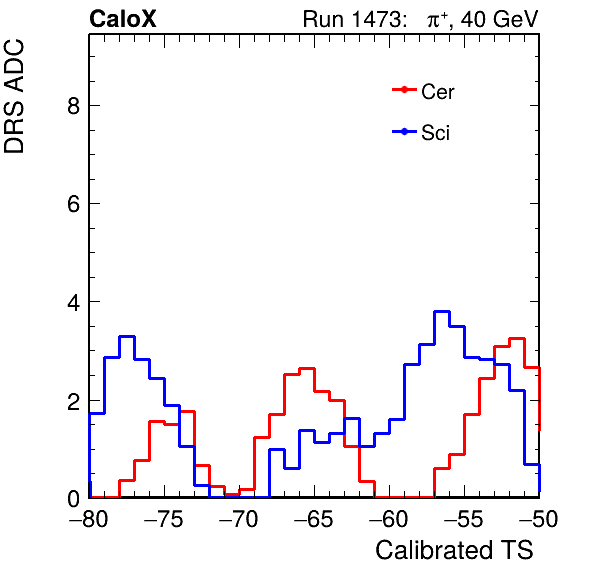 CaloX Run 1473: π⁺, 40 GeV
DRS ADC
Cer
Sci
8
6
4
2
0
−80 −75 −70 −65 −60 −55 −50
Calibrated TS